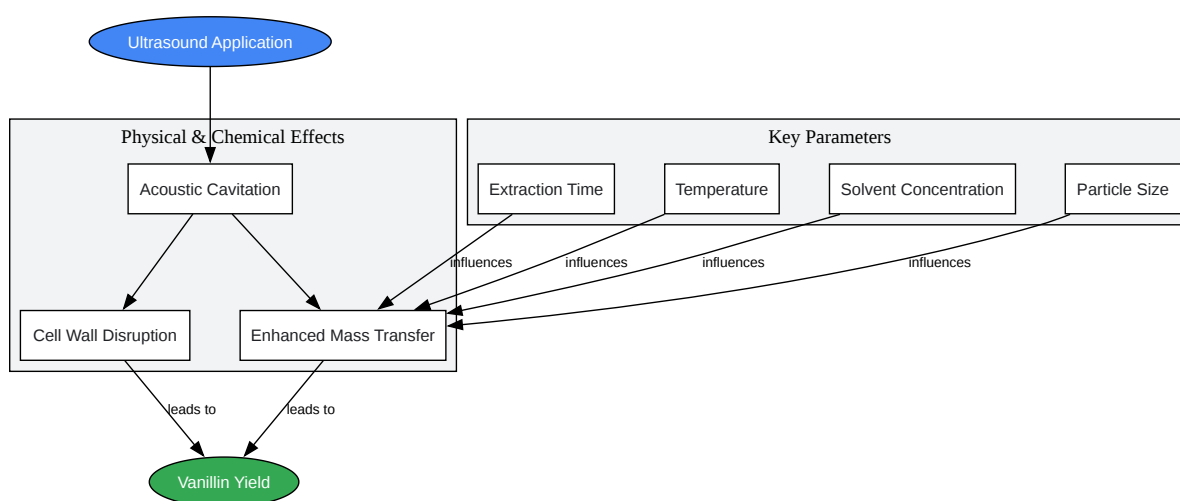 Ultrasound Application
Physical & Chemical Effects
Key Parameters
Acoustic Cavitation
Extraction Time
Temperature
Solvent Concentration
Particle Size
influences
influences
influences
influences
Cell Wall Disruption
Enhanced Mass Transfer
leads to
leads to
Vanillin Yield